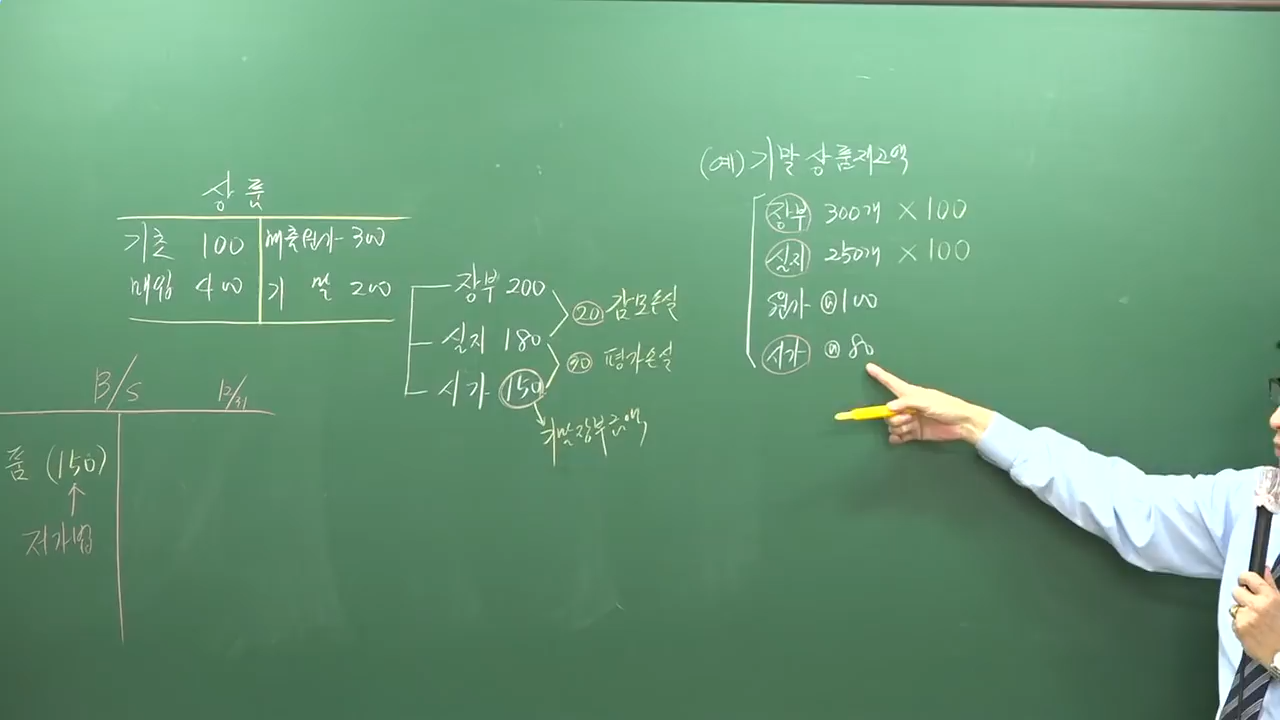 상품
기초 100 매출원가 300
매입 400 기말 200
B/S 12/31
품 (150)
↑
저가법
장부 200
20 감모손실
실지 180
30 평가손실
시가 150
기말장부금액
(예) 기말상품재고액
장부 300개 × 100
실지 250개 × 100
원가 @100
시가 @ 80